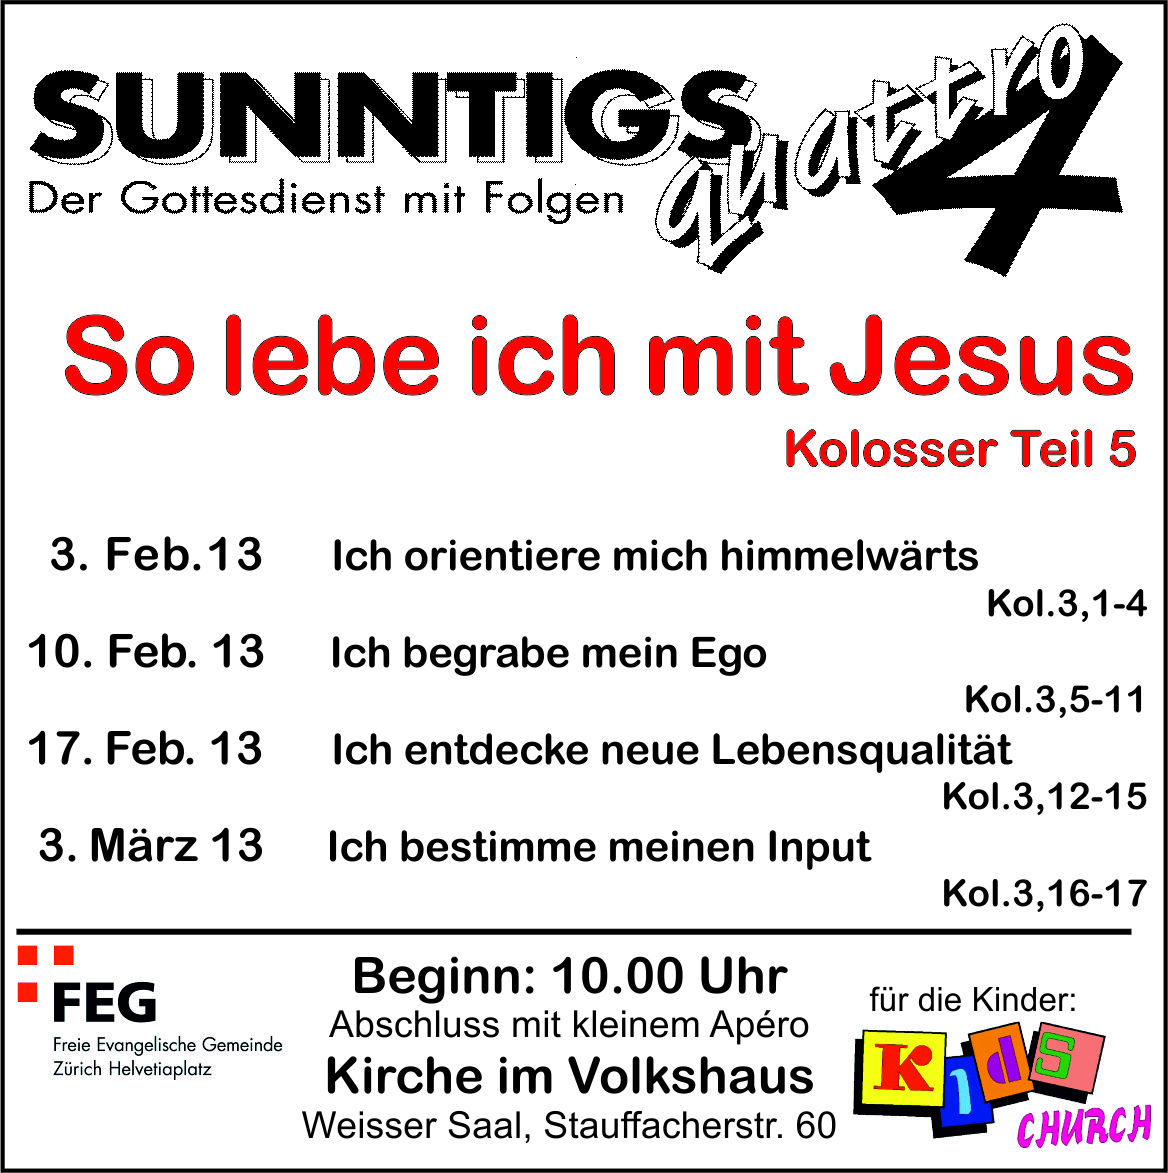 SUNNTIGS quattro 4
Der Gottesdienst mit Folgen
So lebe ich mit Jesus
Kolosser Teil 5
3. Feb.13 Ich orientiere mich himmelwärts
Kol.3,1-4
10. Feb. 13 Ich begrabe mein Ego
Kol.3,5-11
17. Feb. 13 Ich entdecke neue Lebensqualität
Kol.3,12-15
3. März 13 Ich bestimme meinen Input
Kol.3,16-17
FEG
Freie Evangelische Gemeinde
Zürich Helvetiaplatz
Beginn: 10.00 Uhr
Abschluss mit kleinem Apéro
Kirche im Volkshaus
Weisser Saal, Stauffacherstr. 60
für die Kinder:
KidS
CHURCH